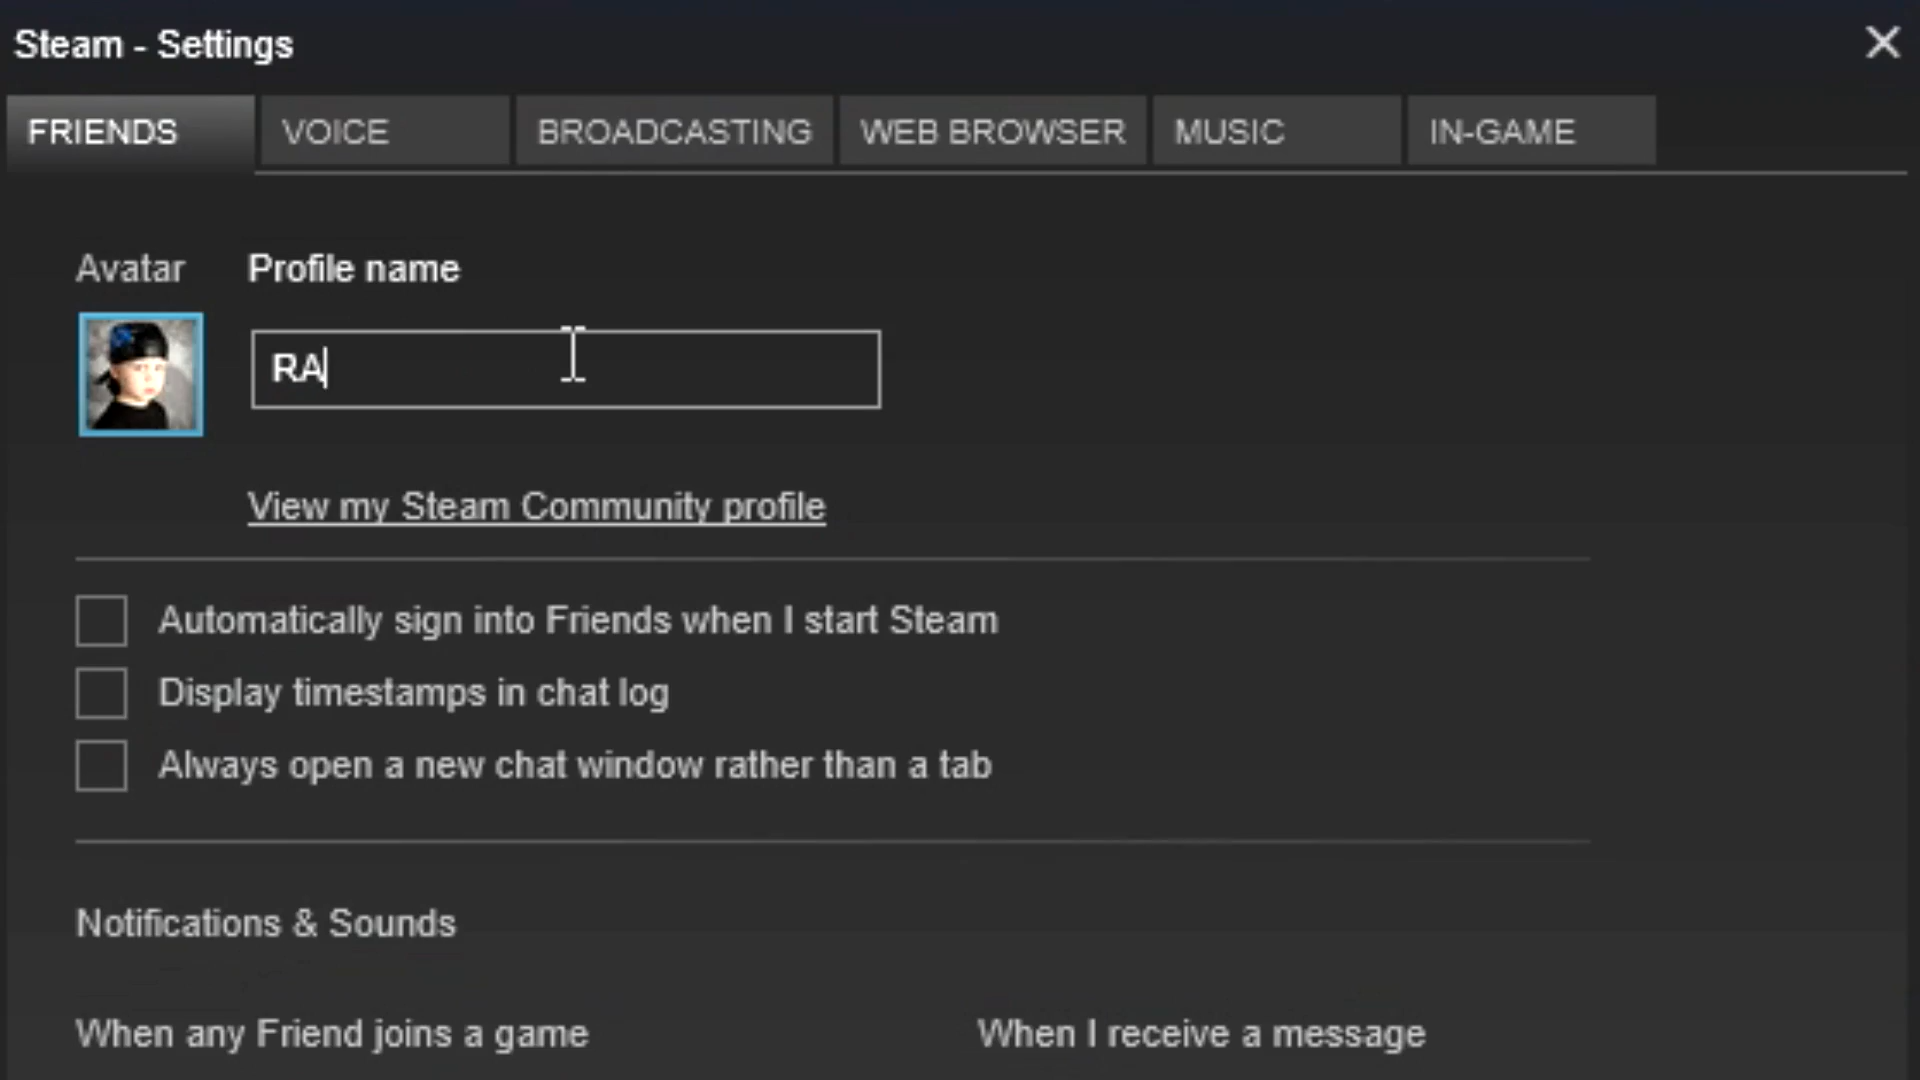 Steam - Settings
FRIENDS VOICE BROADCASTING WEB BROWSER MUSIC IN-GAME
Avatar Profile name
RA
View my Steam Community profile
Automatically sign into Friends when I start Steam
Display timestamps in chat log
Always open a new chat window rather than a tab
Notifications & Sounds
When any Friend joins a game When I receive a message